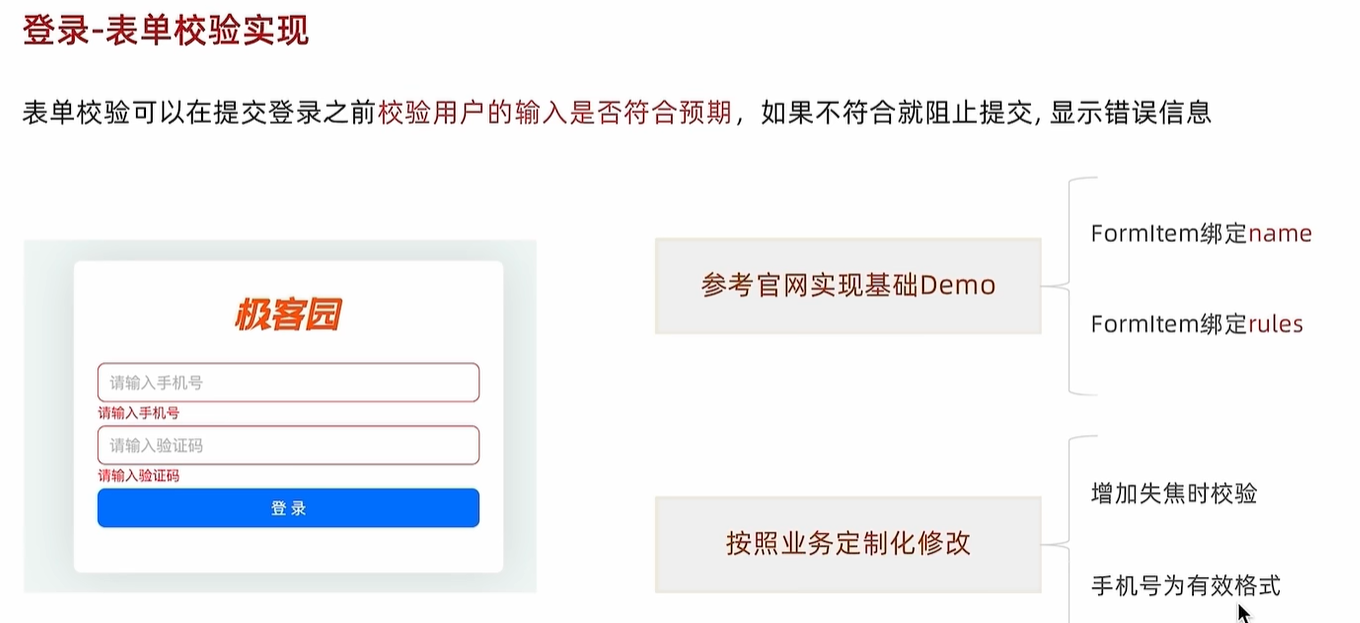 登录-表单校验实现
表单校验可以在提交登录之前校验用户的输入是否符合预期，如果不符合就阻止提交, 显示错误信息
极客园
请输入手机号
请输入手机号
请输入验证码
请输入验证码
登 录
参考官网实现基础Demo
FormItem绑定name
FormItem绑定rules
按照业务定制化修改
增加失焦时校验
手机号为有效格式